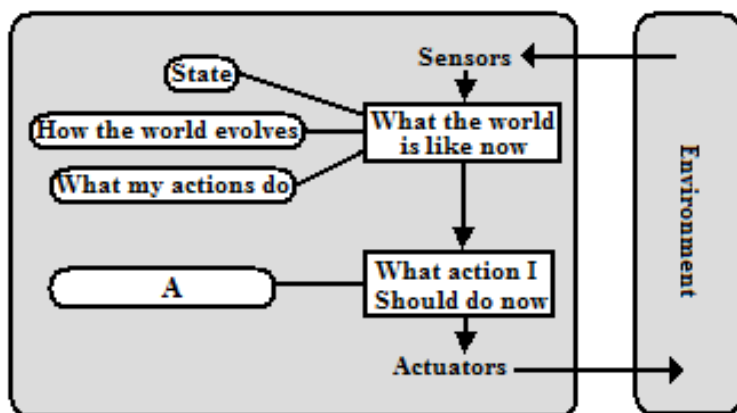 Sensors
State
How the world evolves
What the world
is like now
What my actions do
Environment
A
What action I
Should do now
Actuators